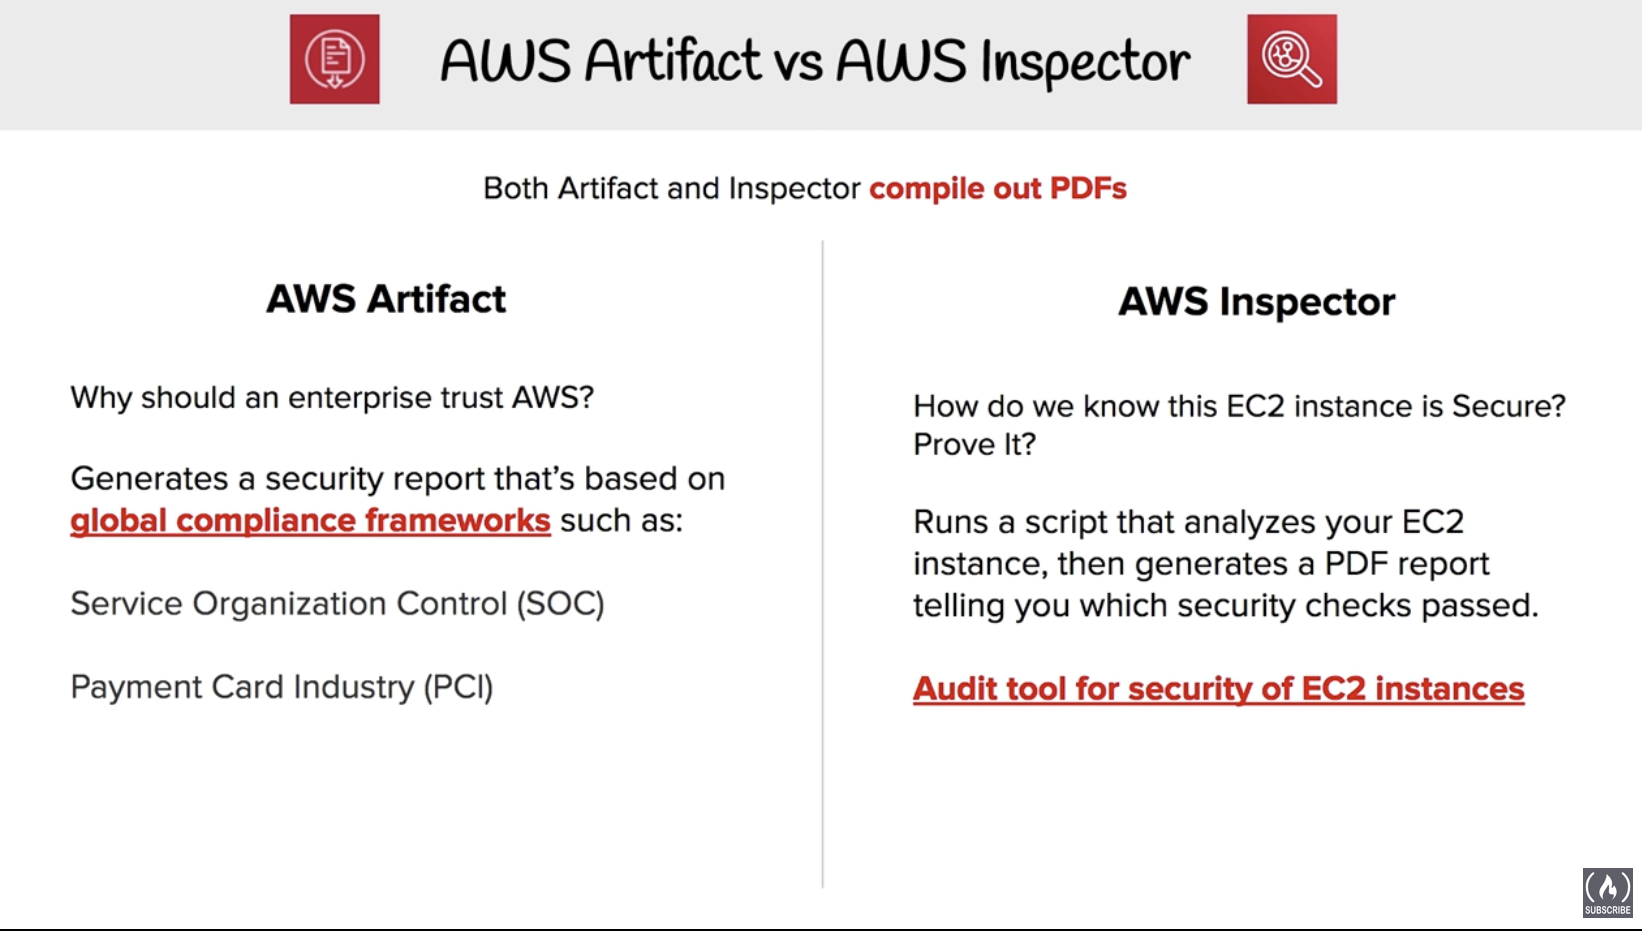 AWS Artifact vs AWS Inspector
Both Artifact and Inspector compile out PDFs
AWS Artifact
Why should an enterprise trust AWS?
Generates a security report that’s based on
global compliance frameworks such as:
Service Organization Control (SOC)
Payment Card Industry (PCI)
AWS Inspector
How do we know this EC2 instance is Secure?
Prove It?
Runs a script that analyzes your EC2
instance, then generates a PDF report
telling you which security checks passed.
Audit tool for security of EC2 instances
SUBSCRIBE